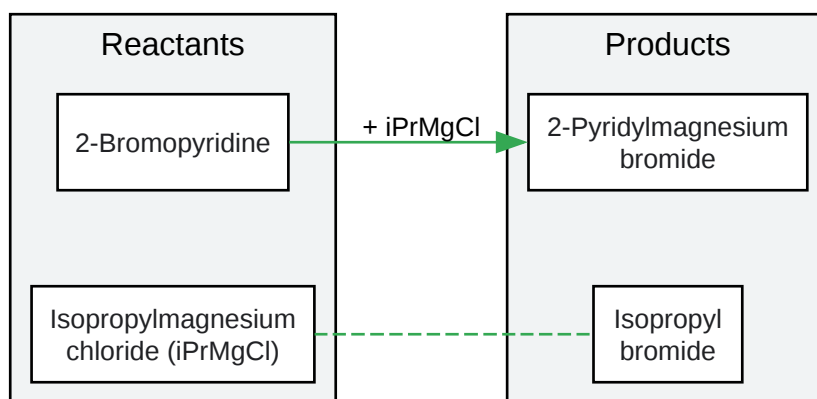 Reactants
Products
2-Bromopyridine
+ iPrMgCl
2-Pyridylmagnesium
bromide
Isopropylmagnesium
chloride (iPrMgCl)
Isopropyl
bromide